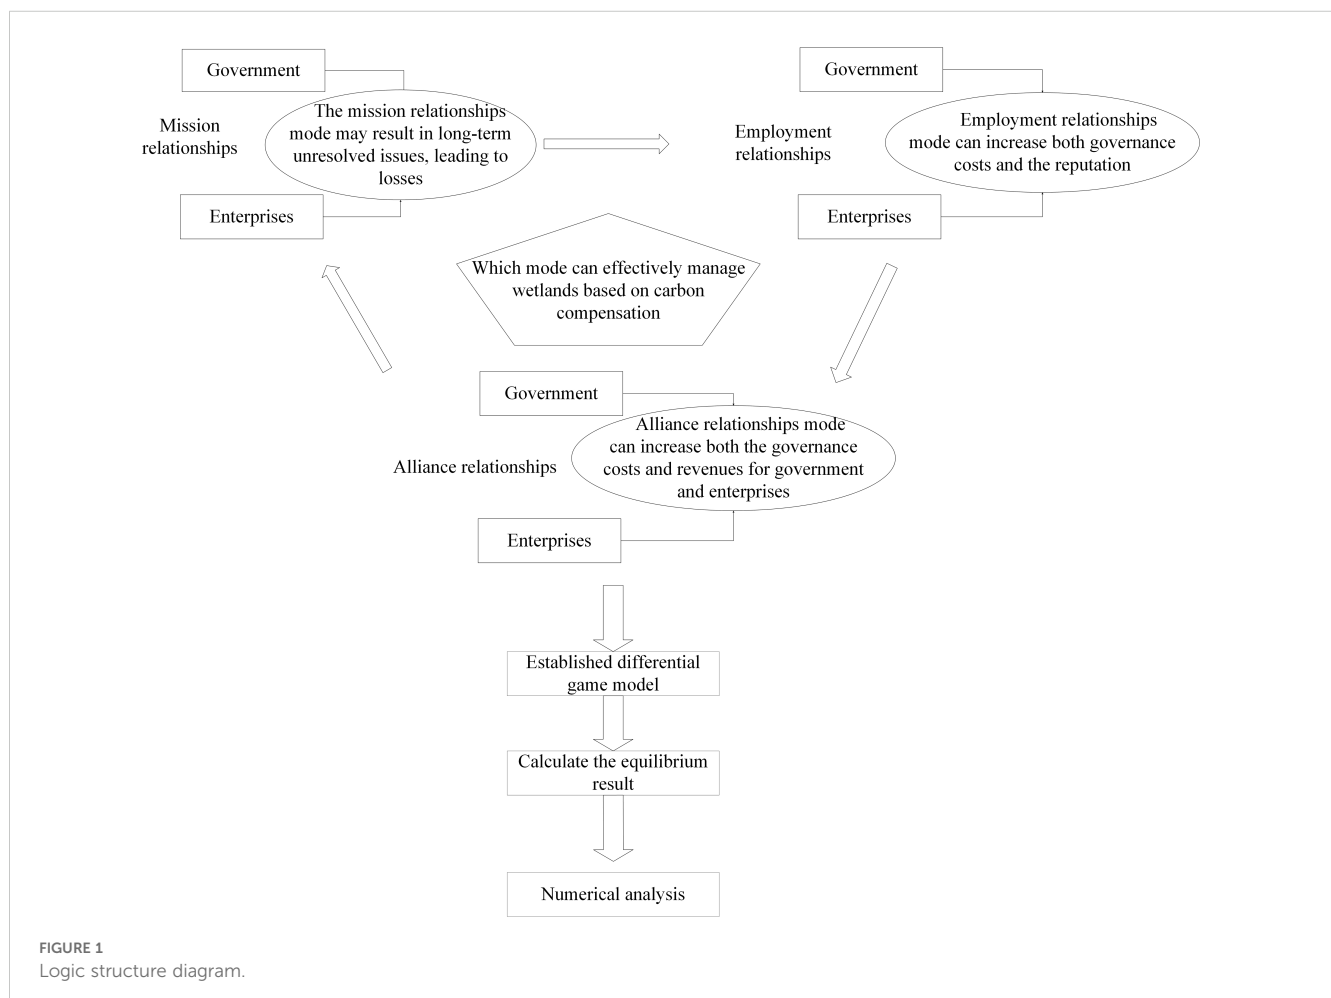 Government
Mission
relationships
The mission relationships
mode may result in long-term
unresolved issues, leading to
losses
Enterprises
Government
Employment
relationships
Employment relationships
mode can increase both governance
costs and the reputation
Enterprises
Which mode can effectively manage
wetlands based on carbon
compensation
Government
Alliance relationships
Alliance relationships mode
can increase both the governance
costs and revenues for government
and enterprises
Enterprises
Established differential
game model
Calculate the equilibrium
result
Numerical analysis
FIGURE 1
Logic structure diagram.